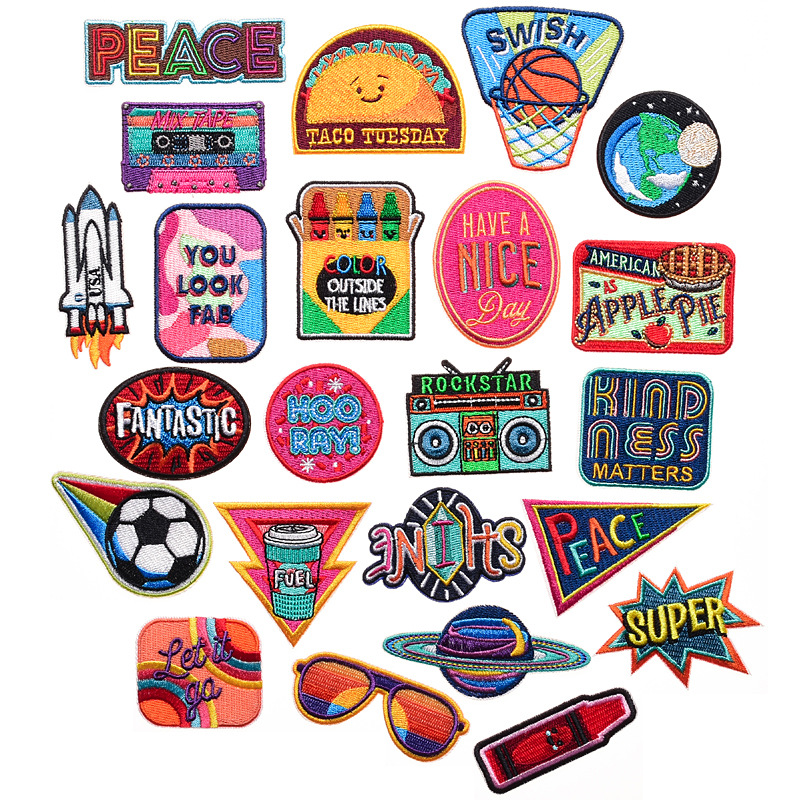 PEACE
TACO TUESDAY
SWISH
MIX TAPE
USA
YOU
LOOK
FAB
COLOR
OUTSIDE
THE LINES
HAVE A
NICE
Day
AMERICAN
AS
APPLE PIE
FANTASTIC
HOO
RAY!
ROCKSTAR
KIND
NESS
MATTERS
FUEL
SHINE
PEACE
SUPER
Let it
go